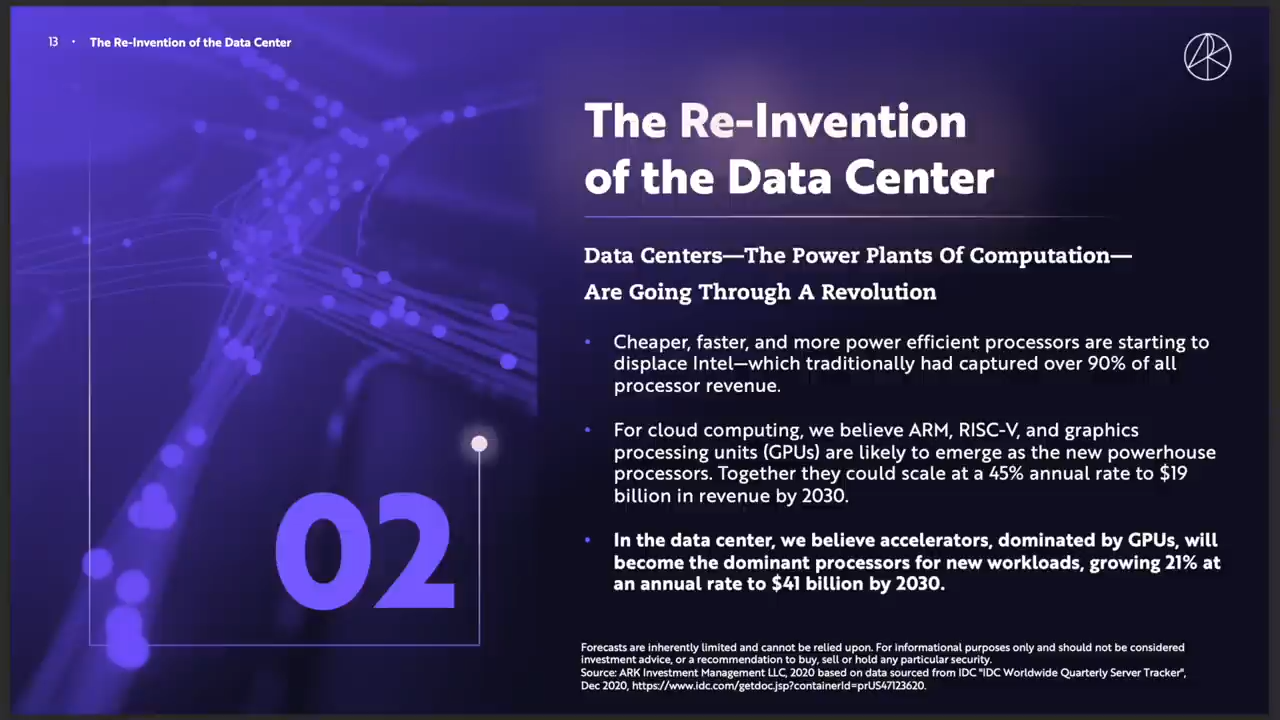 13 • The Re-Invention of the Data Center
The Re-Invention
of the Data Center
Data Centers—The Power Plants Of Computation—
Are Going Through A Revolution
• Cheaper, faster, and more power efficient processors are starting to
displace Intel—which traditionally had captured over 90% of all
processor revenue.
• For cloud computing, we believe ARM, RISC-V, and graphics
processing units (GPUs) are likely to emerge as the new powerhouse
processors. Together they could scale at a 45% annual rate to $19
billion in revenue by 2030.
• In the data center, we believe accelerators, dominated by GPUs, will
become the dominant processors for new workloads, growing 21% at
an annual rate to $41 billion by 2030.
02
Forecasts are inherently limited and cannot be relied upon. For informational purposes only and should not be considered
investment advice, or a recommendation to buy, sell or hold any particular security.
Source: ARK Investment Management LLC, 2020 based on data sourced from IDC "IDC Worldwide Quarterly Server Tracker",
Dec 2020, https://www.idc.com/getdoc.jsp?containerId=prUS47123620.